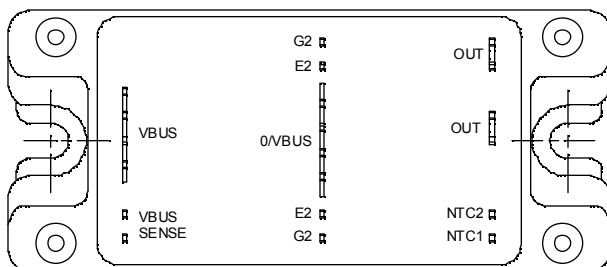 G2
E2
OUT
VBUS
0/VBUS
OUT
VBUS
SENSE
E2
G2
NTC2
NTC1